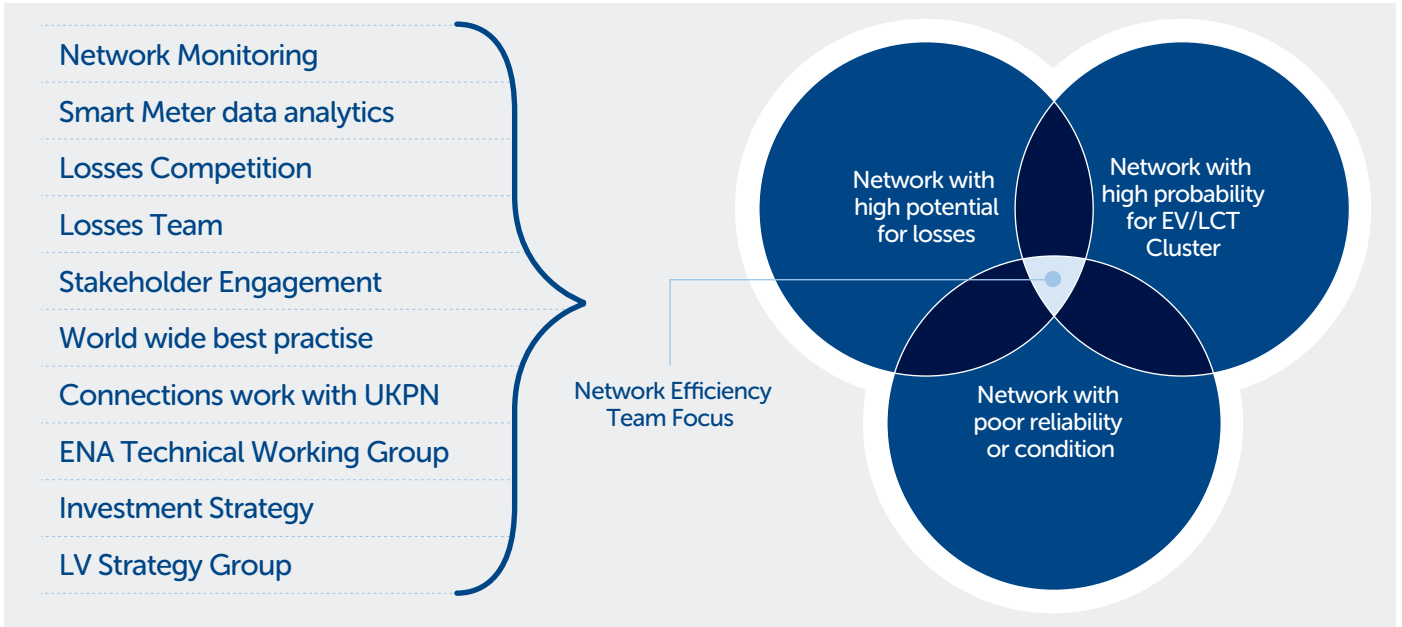 Network Monitoring
Smart Meter data analytics
Losses Competition
Losses Team
Stakeholder Engagement
World wide best practise
Connections work with UKPN
ENA Technical Working Group
Investment Strategy
LV Strategy Group
Network Efficiency
Team Focus
Network with
high potential
for losses
Network with
high probability
for EV/LCT
Cluster
Network with
poor reliability
or condition